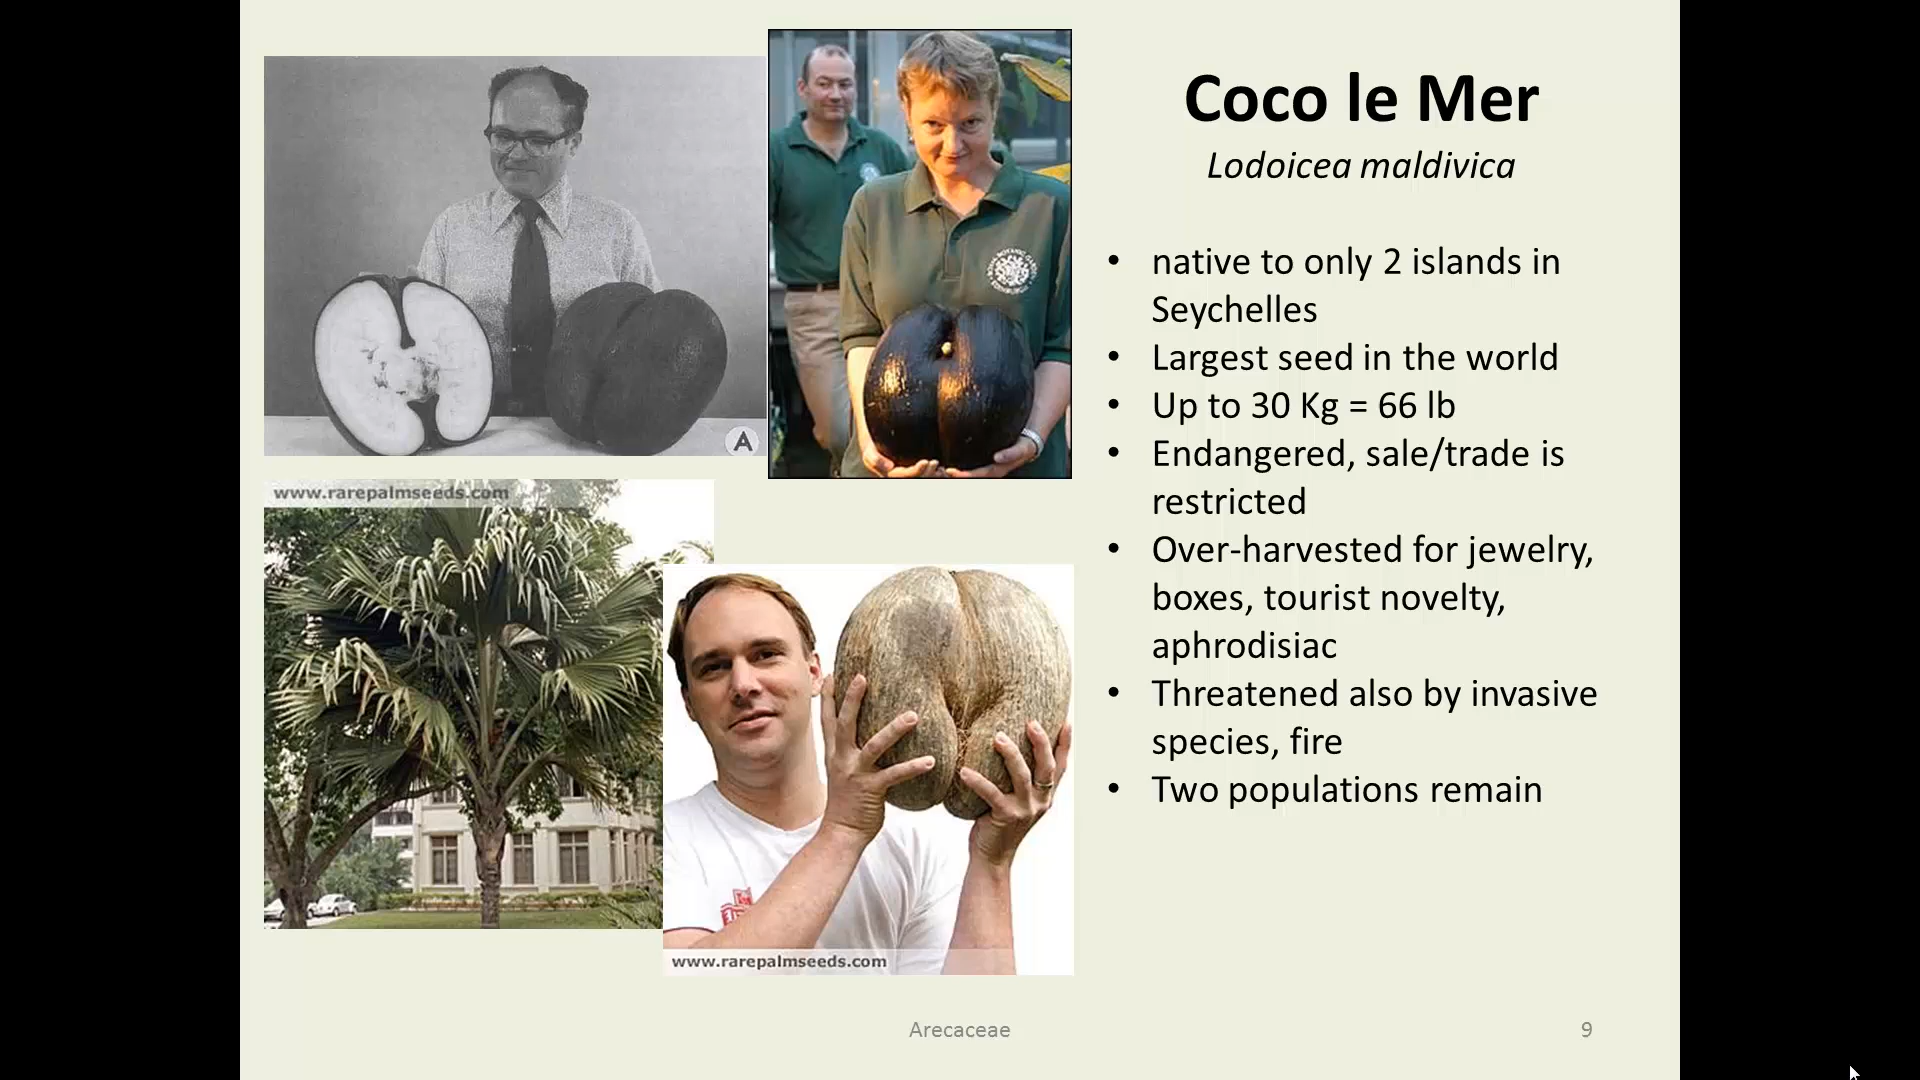 Coco le Mer
Lodoicea maldivica
• native to only 2 islands in
Seychelles
• Largest seed in the world
• Up to 30 Kg = 66 lb
• Endangered, sale/trade is
restricted
• Over-harvested for jewelry,
boxes, tourist novelty,
aphrodisiac
• Threatened also by invasive
species, fire
• Two populations remain
A
www.rarepalmseeds.com
www.rarepalmseeds.com
Arecaceae
9